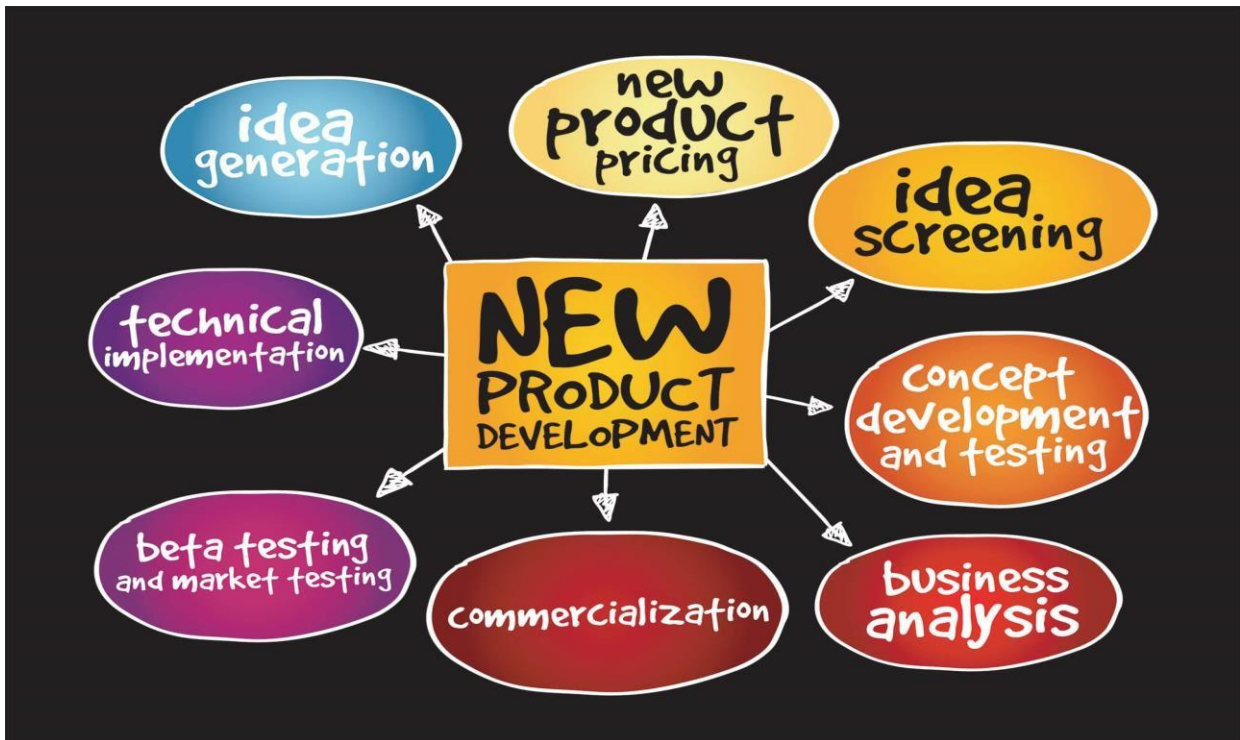 idea
generation
new
product
pricing
idea
screening
technical
implementation
NEW
PRODUCT
DEVELOPMENT
concept
development
and testing
beta testing
and market testing
commercialization
business
analysis